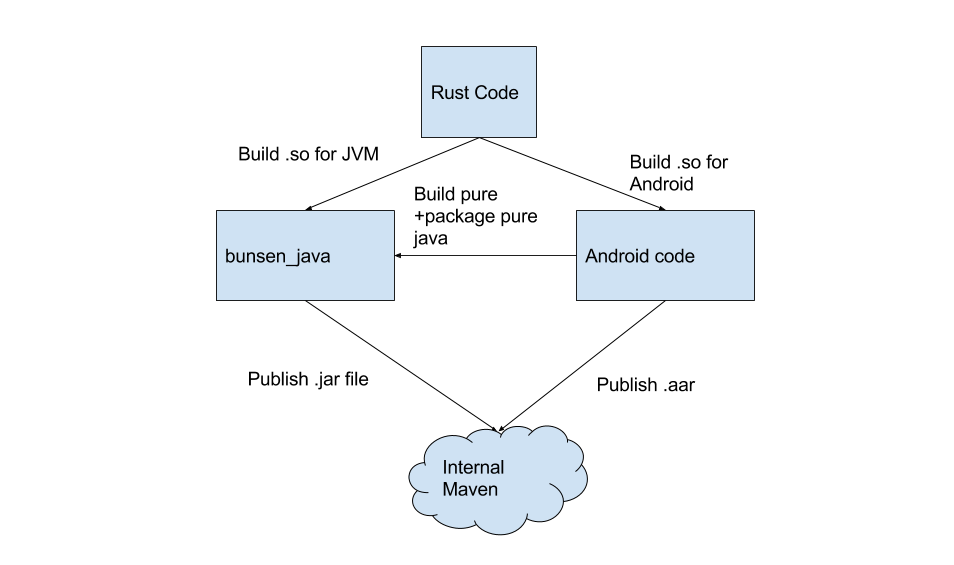 Rust Code
Build .so for JVM
Build .so for
Android
Build pure
+package pure
java
bunsen_java
Android code
Publish .jar file
Publish .aar
Internal
Maven